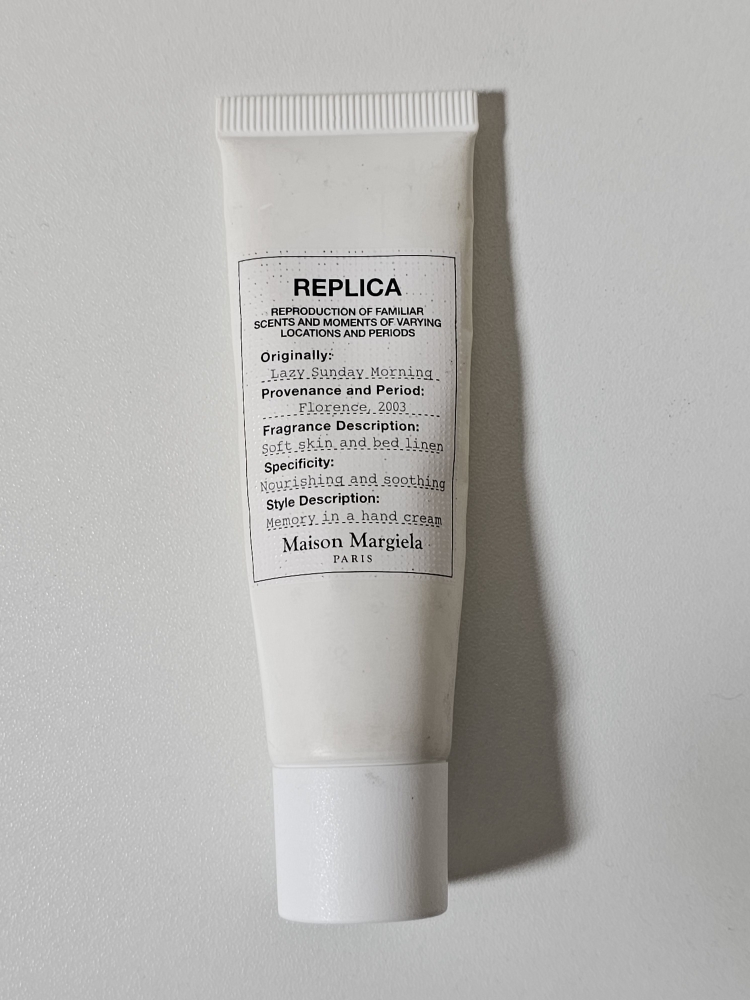 REPLICA
REPRODUCTION OF FAMILIAR
SCENTS AND MOMENTS OF VARYING
LOCATIONS AND PERIODS
Originally:
Lazy Sunday Morning
Provenance and Period:
Florence, 2003
Fragrance Description:
Soft skin and bed linen
Specificity:
Nourishing and soothing
Style Description:
Memory in a hand cream
Maison Margiela
PARIS